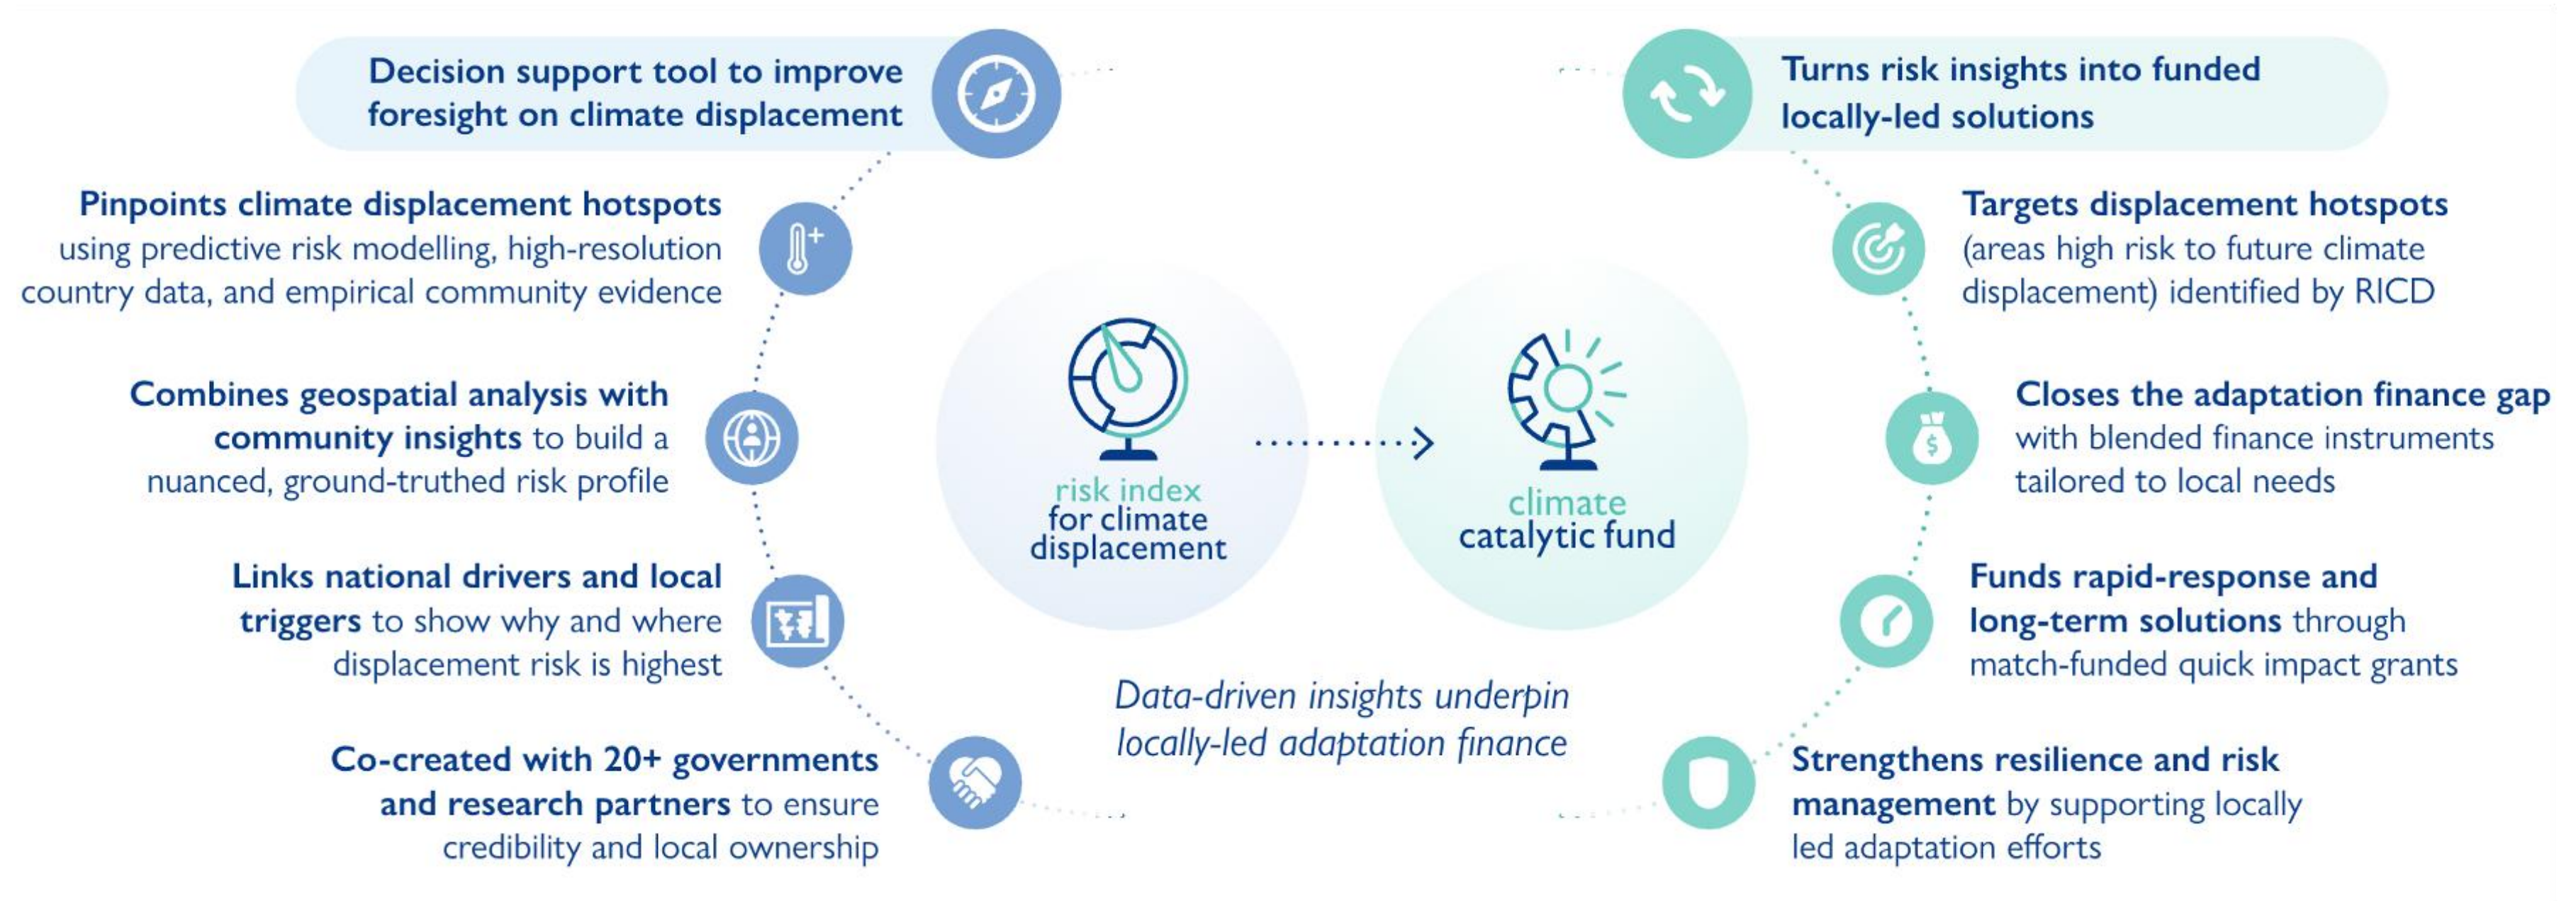 Decision support tool to improve
foresight on climate displacement
Pinpoints climate displacement hotspots
using predictive risk modelling, high-resolution
country data, and empirical community evidence
Combines geospatial analysis with
community insights to build a
nuanced, ground-truthed risk profile
Links national drivers and local
triggers to show why and where
displacement risk is highest
Co-created with 20+ governments
and research partners to ensure
credibility and local ownership
risk index
for climate
displacement
climate
catalytic fund
Data-driven insights underpin
locally-led adaptation finance
Turns risk insights into funded
locally-led solutions
Targets displacement hotspots
(areas high risk to future climate
displacement) identified by RICD
Closes the adaptation finance gap
with blended finance instruments
tailored to local needs
$
Funds rapid-response and
long-term solutions through
match-funded quick impact grants
Strengthens resilience and risk
management by supporting locally
led adaptation efforts